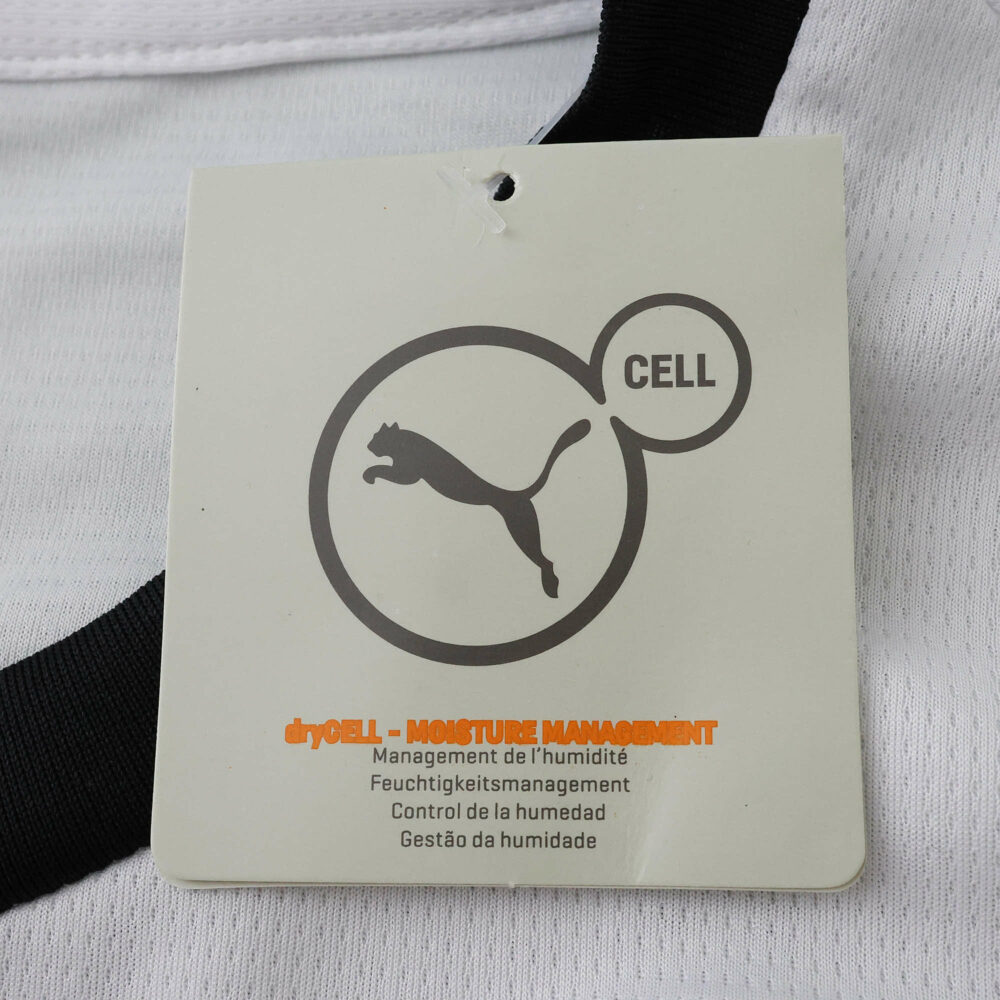 CELL
dryCELL - MOISTURE MANAGEMENT
Management de l'humidité
Feuchtigkeitsmanagement
Control de la humedad
Gestão da humidade